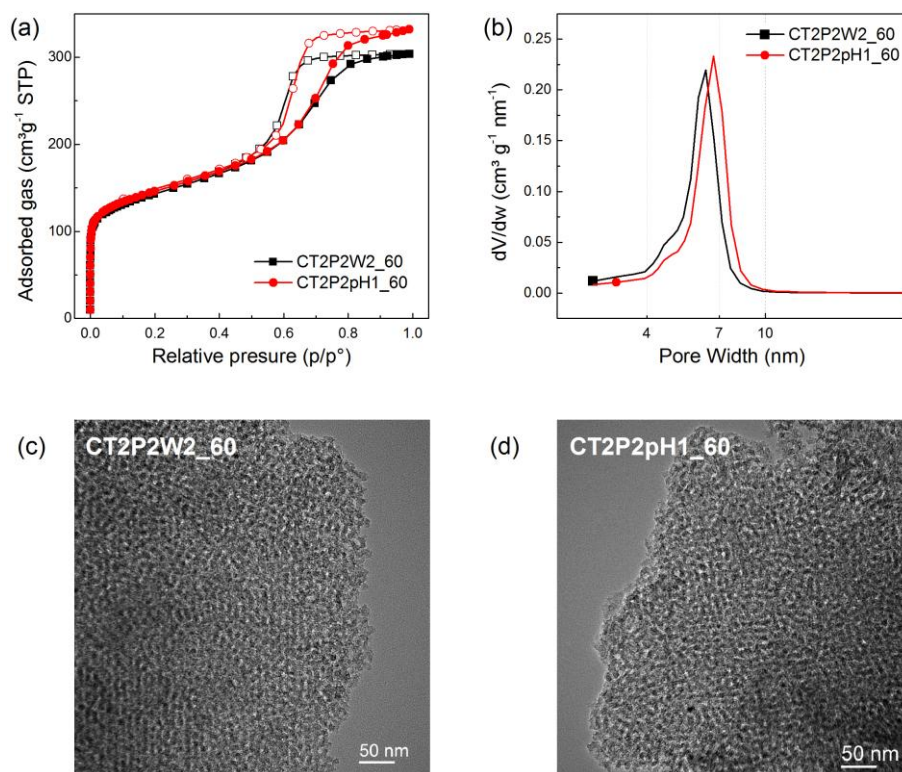 (a)
Adsorbed gas (cm³g⁻¹ STP)
300
200
100
0
CT2P2W2_60
CT2P2pH1_60
0.0 0.2 0.4 0.6 0.8 1.0
Relative presure (p/p°)
(b)
dV/dw (cm³ g⁻¹ nm⁻¹)
0.25
0.20
0.15
0.10
0.05
0.00
CT2P2W2_60
CT2P2pH1_60
4 7 10
Pore Width (nm)
(c)
CT2P2W2_60
50 nm
(d)
CT2P2pH1_60
50 nm